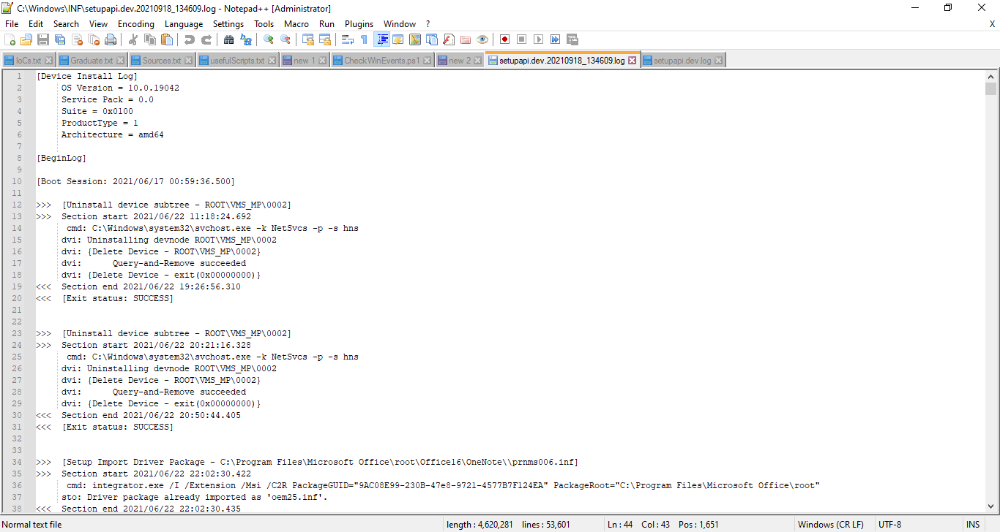 C:\Windows\INF\setupapi.dev.20210918_134609.log - Notepad++ [Administrator]
File Edit Search View Encoding Language Settings Tools Macro Run Plugins Window ? X
IoCs.txt Graduate.txt Sources.txt usefulScripts.txt new 1 CheckWinEvents.ps1 new 2 setupapi.dev.20210918_134609.log setupapi.dev.log
1 [Device Install Log]
2 OS Version = 10.0.19042
3 Service Pack = 0.0
4 Suite = 0x0100
5 ProductType = 1
6 Architecture = amd64
7
8 [BeginLog]
9
10 [Boot Session: 2021/06/17 00:59:36.500]
11
12 >>> [Uninstall device subtree - ROOT\VMS_MP\0002]
13 >>> Section start 2021/06/22 11:18:24.692
14 cmd: C:\Windows\system32\svchost.exe -k NetSvcs -p -s hns
15 dvi: Uninstalling devnode ROOT\VMS_MP\0002
16 dvi: {Delete Device - ROOT\VMS_MP\0002}
17 dvi: Query-and-Remove succeeded
18 dvi: {Delete Device - exit(0x00000000)}
19 <<< Section end 2021/06/22 19:26:56.310
20 <<< [Exit status: SUCCESS]
21
22
23 >>> [Uninstall device subtree - ROOT\VMS_MP\0002]
24 >>> Section start 2021/06/22 20:21:16.328
25 cmd: C:\Windows\system32\svchost.exe -k NetSvcs -p -s hns
26 dvi: Uninstalling devnode ROOT\VMS_MP\0002
27 dvi: {Delete Device - ROOT\VMS_MP\0002}
28 dvi: Query-and-Remove succeeded
29 dvi: {Delete Device - exit(0x00000000)}
30 <<< Section end 2021/06/22 20:50:44.405
31 <<< [Exit status: SUCCESS]
32
33
34 >>> [Setup Import Driver Package - C:\Program Files\Microsoft Office\root\Office16\OneNote\\prnms006.inf]
35 >>> Section start 2021/06/22 22:02:30.422
36 cmd: integrator.exe /I /Extension /Msi /C2R PackageGUID="9AC08E99-230B-47e8-9721-4577B7F124EA" PackageRoot="C:\Program Files\Microsoft Office\root"
37 sto: Driver package already imported as 'oem25.inf'.
38 <<< Section end 2021/06/22 22:02:30.435
Normal text file length : 4,620,281 lines : 53,601 Ln : 44 Col : 43 Pos : 1,651 Windows (CR LF) UTF-8 INS